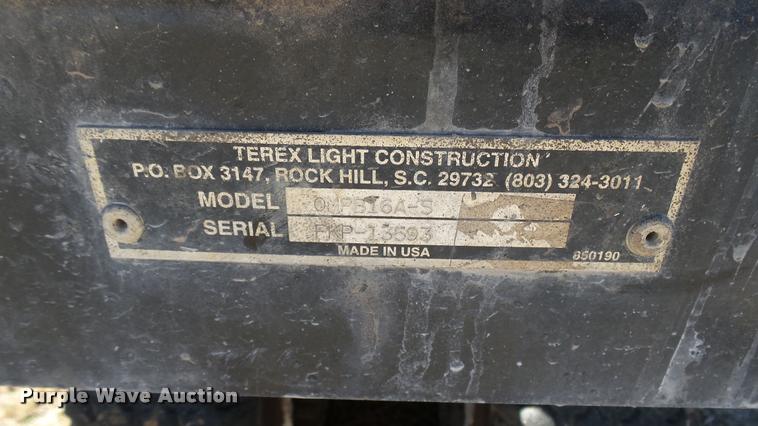 TEREX LIGHT CONSTRUCTION
P.O. BOX 3147, ROCK HILL, S.C. 29732 (803) 324-3011
MODEL
SERIAL
MADE IN USA
850190
Purple Wave Auction